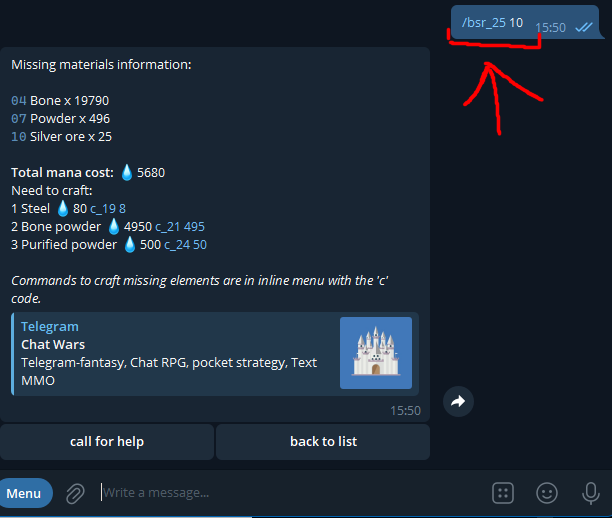 /bsr_25 10 15:50
Missing materials information:
04 Bone x 19790
07 Powder x 496
10 Silver ore x 25
Total mana cost: 💧 5680
Need to craft:
1 Steel 💧 80 c_19 8
2 Bone powder 💧 4950 c_21 495
3 Purified powder 💧 500 c_24 50
Commands to craft missing elements are in inline menu with the 'c'
code.
Telegram
Chat Wars
Telegram-fantasy, Chat RPG, pocket strategy, Text
MMO
15:50
call for help
back to list
Menu
Write a message...